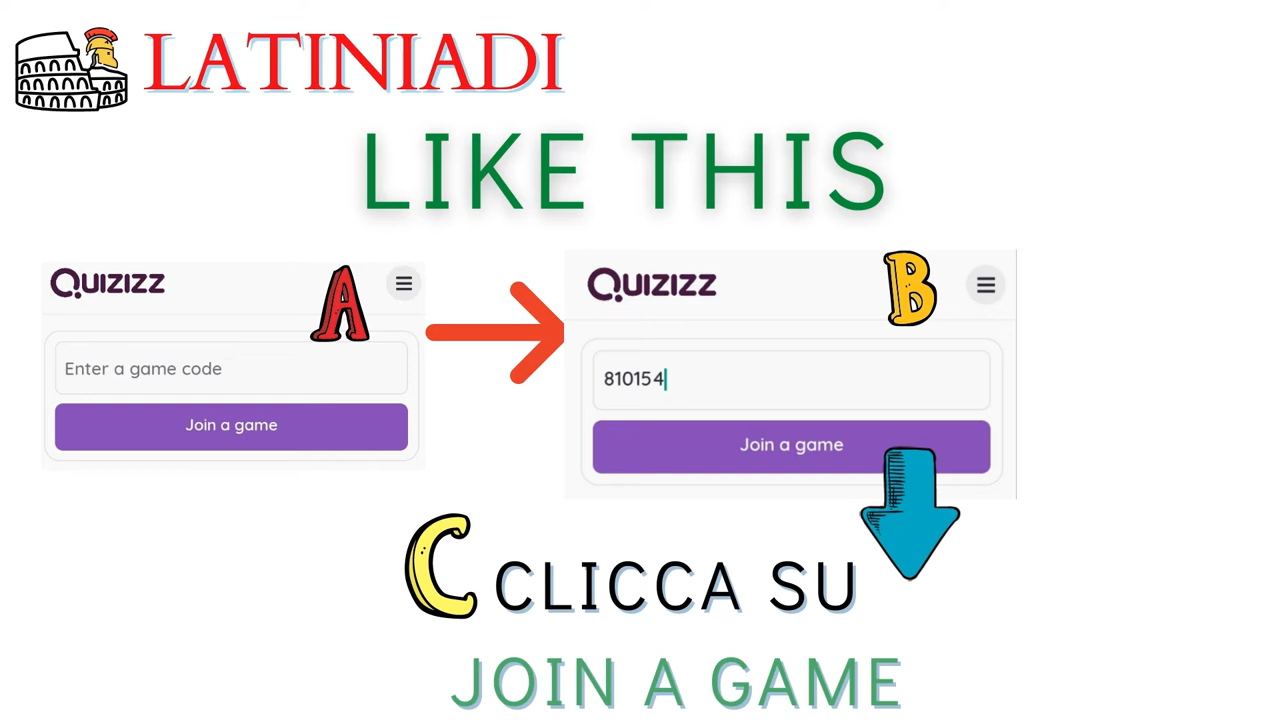 LATINIADI
LIKE THIS
QUIZIZZ
A
Enter a game code
Join a game
QUIZIZZ
B
810154
Join a game
C CLICCA SU
JOIN A GAME